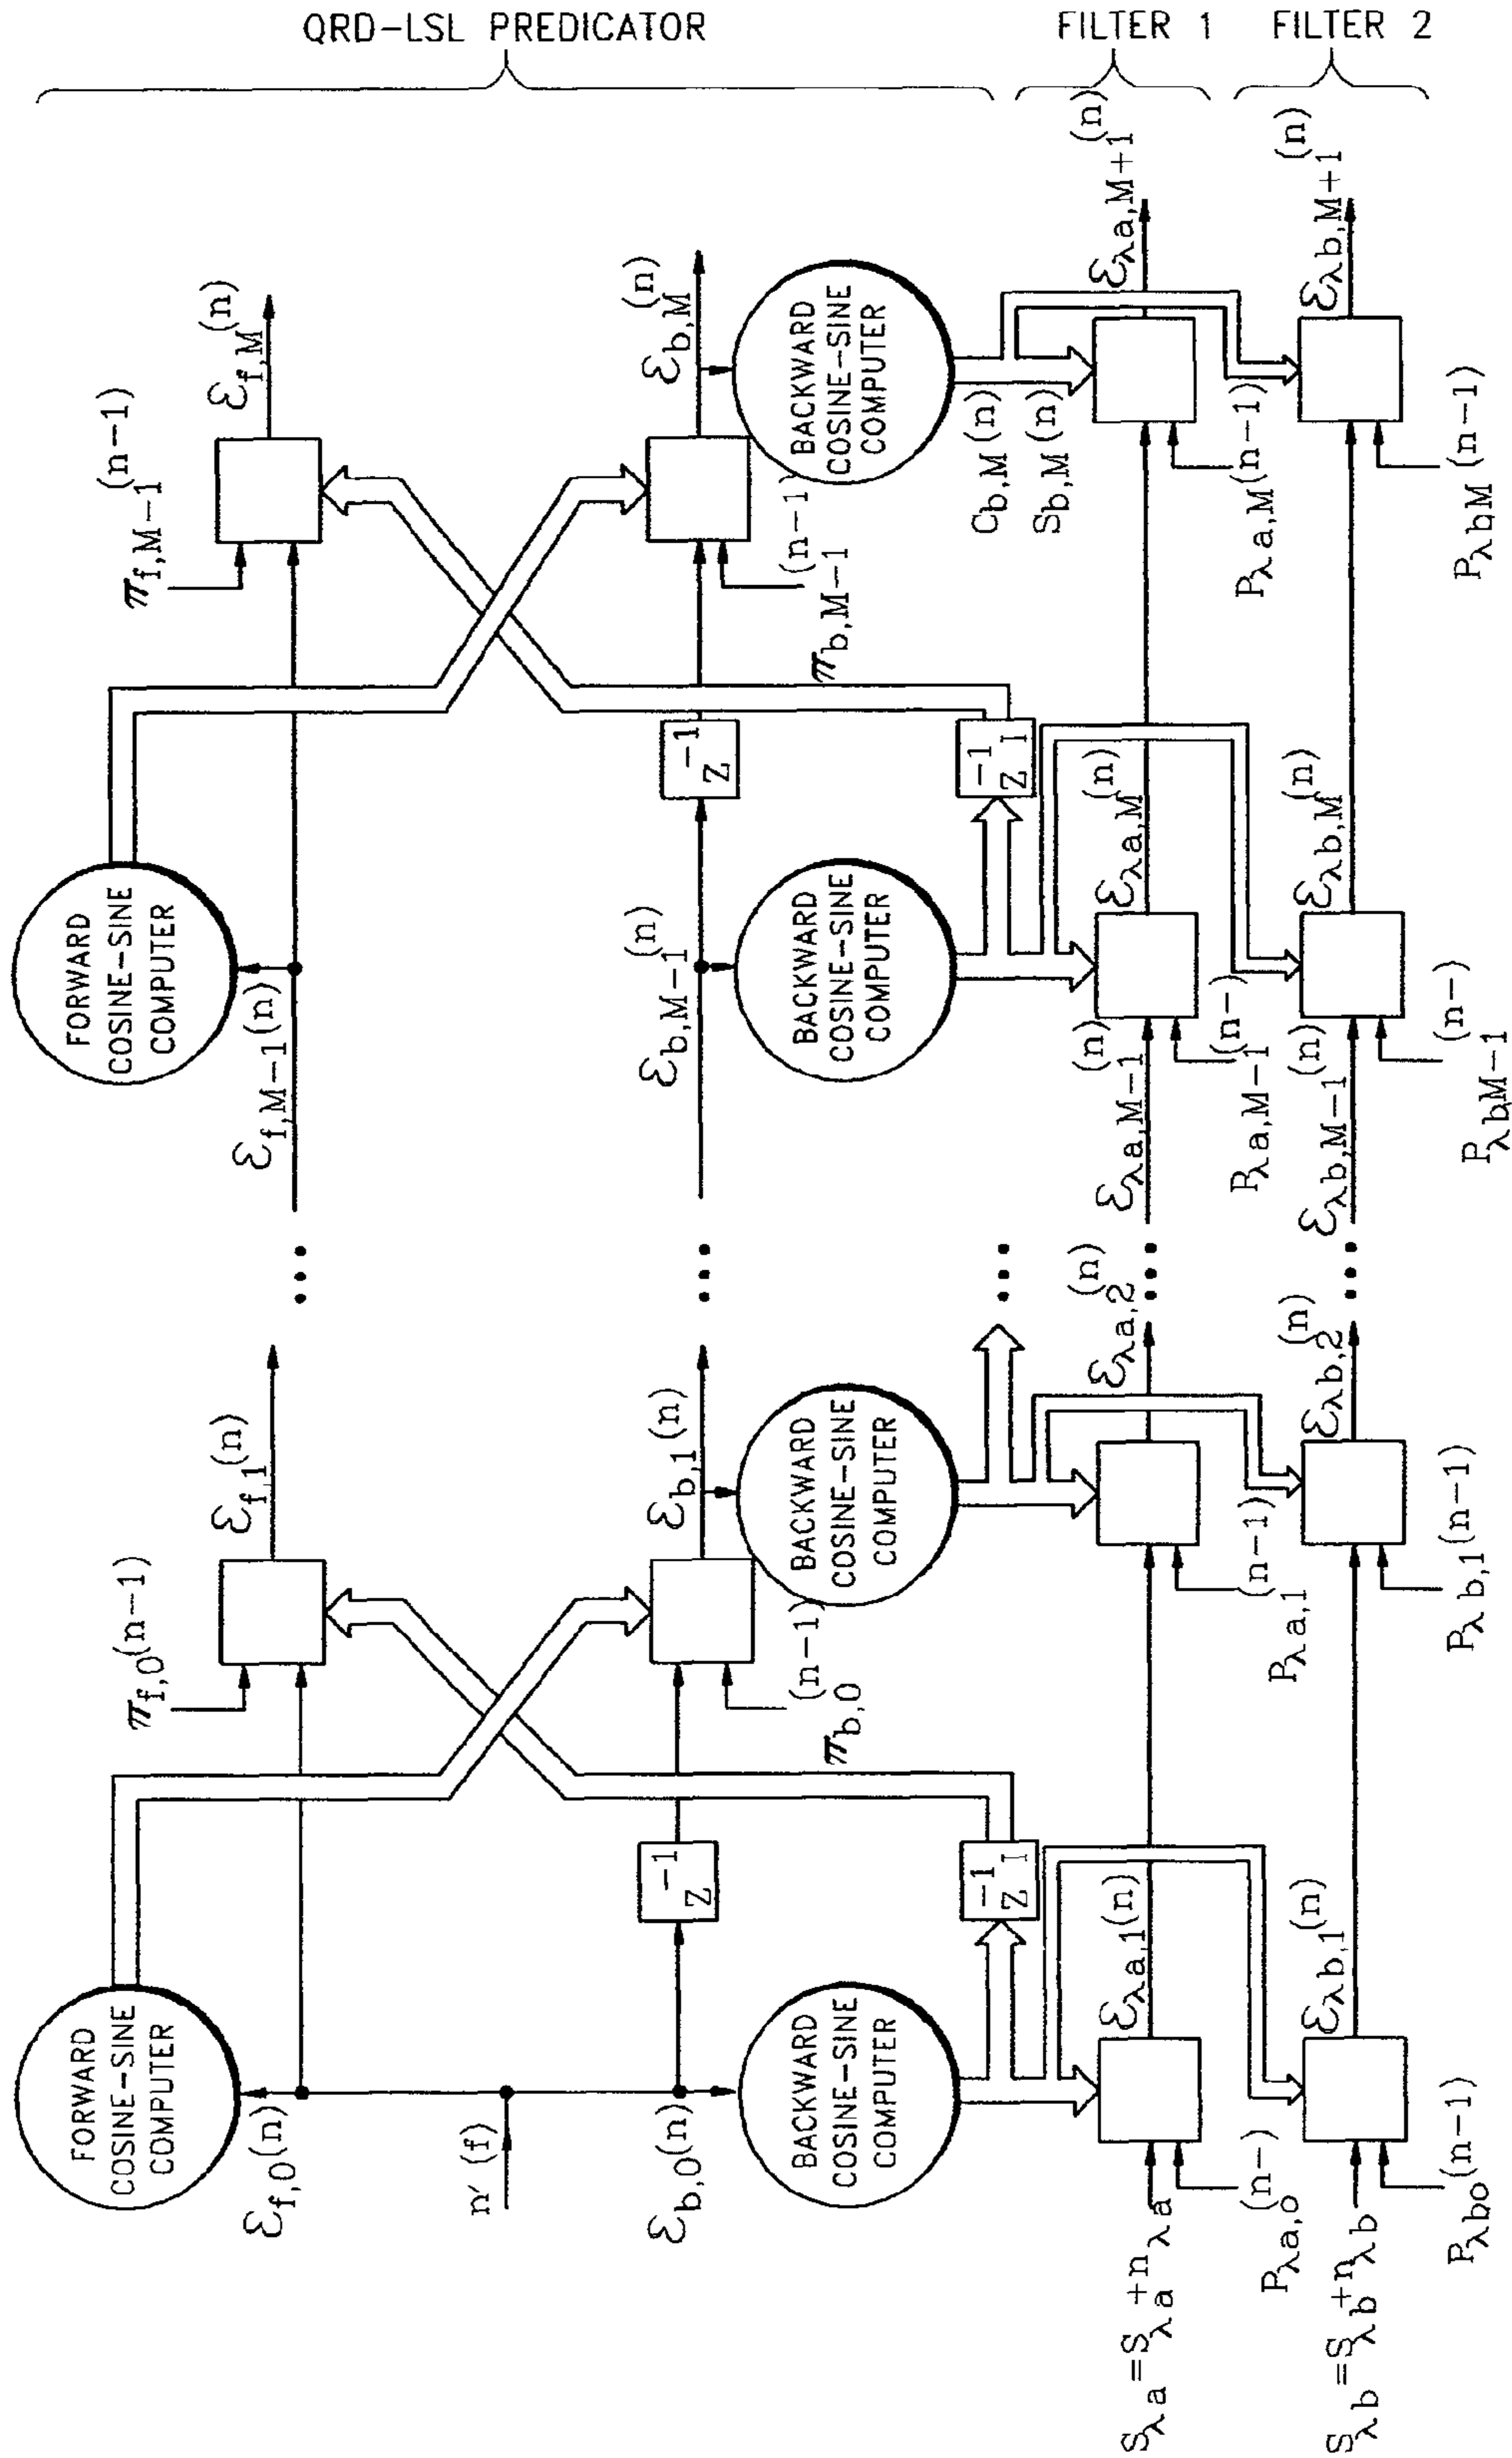 QRD-LSL PREDICATOR
FILTER 1
FILTER 2
FORWARD
COSINE-SINE
COMPUTER
FORWARD
COSINE-SINE
COMPUTER
ε_{f,0}(n)
π_{f,0}(n-1)
ε_{f,1}(n)
...
ε_{f,M-1}(n)
π_{f,M-1}(n-1)
ε_{f,M}(n)
n'(f)
ε_{b,0}(n)
Z^{-1}
π_{b,0}(n-1)
ε_{b,1}(n)
...
ε_{b,M-1}(n)
Z^{-1}
π_{b,M-1}(n-1)
ε_{b,M}(n)
BACKWARD
COSINE-SINE
COMPUTER
BACKWARD
COSINE-SINE
COMPUTER
BACKWARD
COSINE-SINE
COMPUTER
BACKWARD
COSINE-SINE
COMPUTER
Z^{-1}I
...
Z^{-1}I
C_{b,M}(n)
S_{b,M}(n)
S_{λa}=S_{λa}+n_{λa}
P_{λa,0}(n-)
ε_{λa,1}(n)
P_{λa,1}(n-1)
ε_{λa,2}(n)
...
ε_{λa,M-1}(n)
P_{λa,M-1}(n-)
ε_{λa,M}(n)
P_{λa,M}(n-1)
ε_{λa,M+1}(n)
S_{λb}=S_{λb}+n_{λb}
P_{λb0}(n-1)
ε_{λb,1}(n)
P_{λb,1}(n-1)
ε_{λb,2}(n)
...
ε_{λb,M-1}(n)
P_{λb,M-1}(n-)
ε_{λb,M}(n)
P_{λb,M}(n-1)
ε_{λb,M+1}(n)